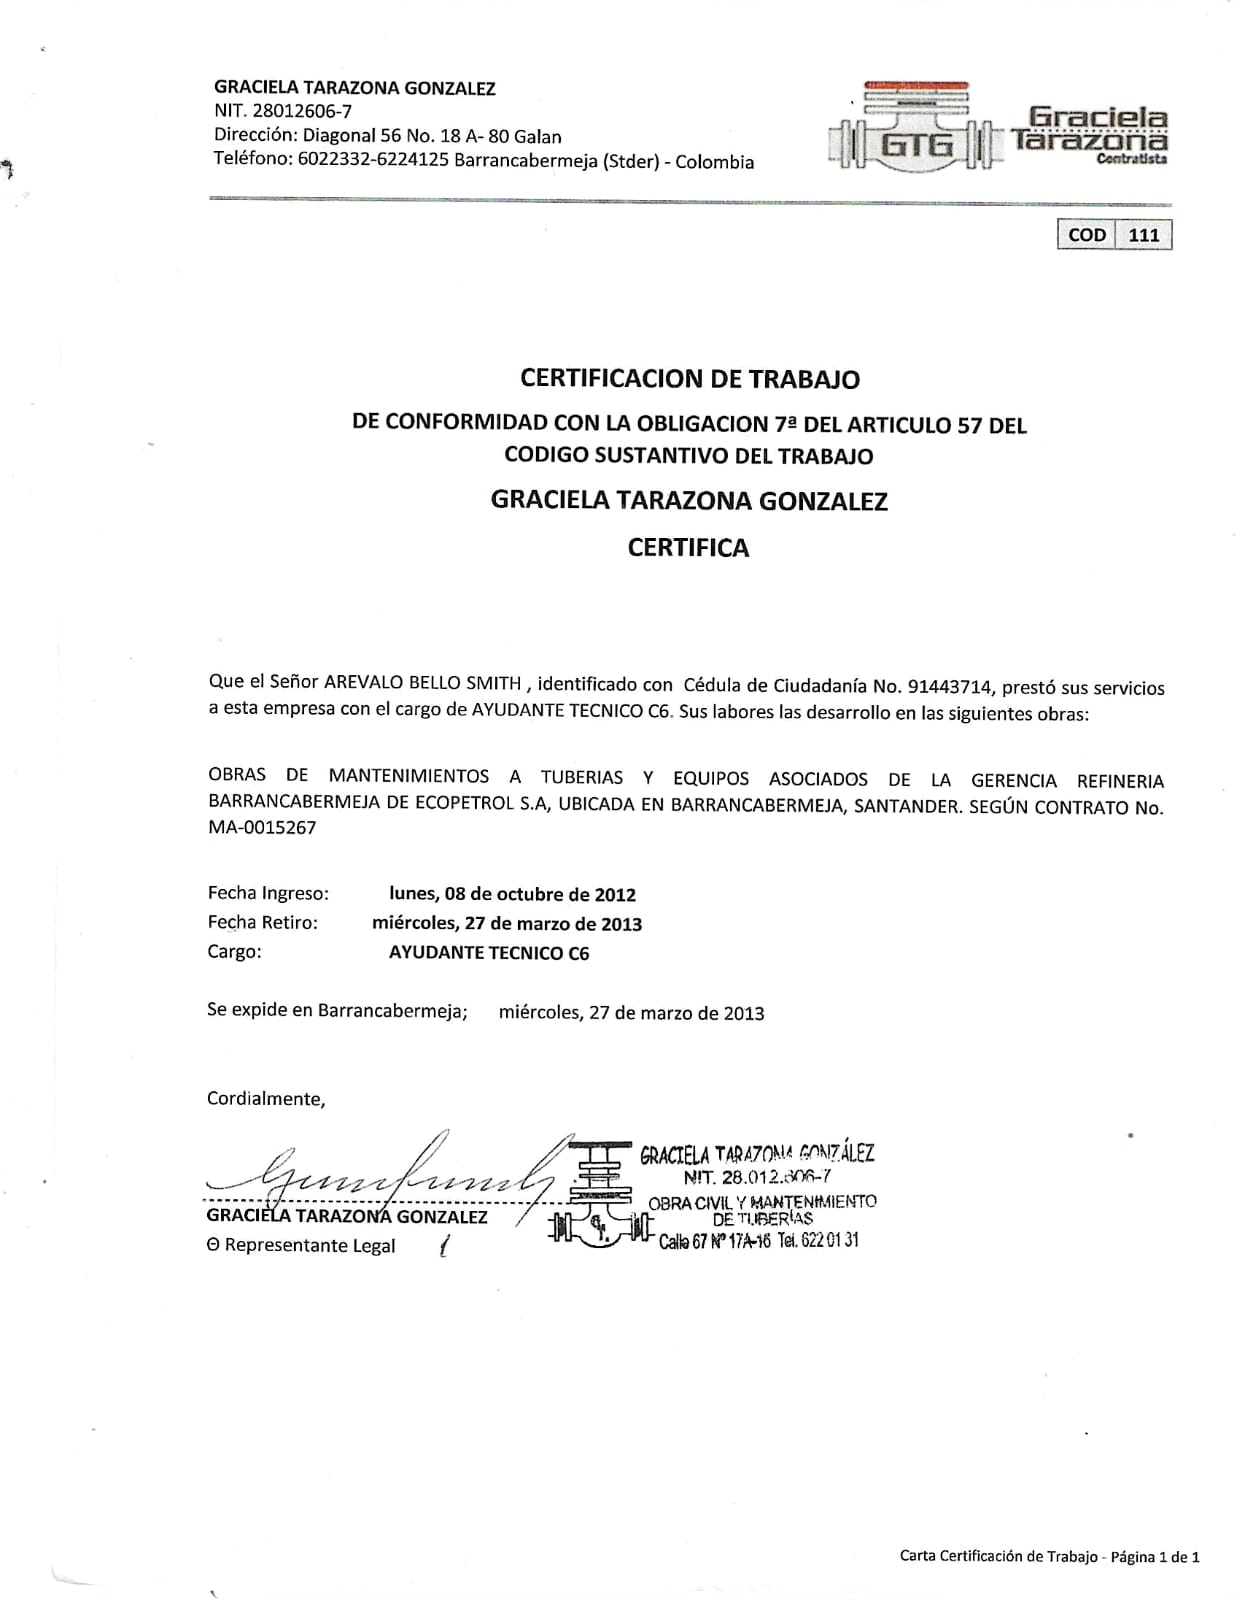 GRACIELA TARAZONA GONZALEZ
NIT. 28012606-7
Dirección: Diagonal 56 No. 18 A- 80 Galan
Teléfono: 6022332-6224125 Barrancabermeja (Stder) - Colombia
GTG
Graciela
Tarazona
Contratista
COD 111
CERTIFICACION DE TRABAJO
DE CONFORMIDAD CON LA OBLIGACION 7ª DEL ARTICULO 57 DEL
CODIGO SUSTANTIVO DEL TRABAJO
GRACIELA TARAZONA GONZALEZ
CERTIFICA
Que el Señor AREVALO BELLO SMITH , identificado con Cédula de Ciudadanía No. 91443714, prestó sus servicios
a esta empresa con el cargo de AYUDANTE TECNICO C6. Sus labores las desarrollo en las siguientes obras:
OBRAS DE MANTENIMIENTOS A TUBERIAS Y EQUIPOS ASOCIADOS DE LA GERENCIA REFINERIA
BARRANCABERMEJA DE ECOPETROL S.A, UBICADA EN BARRANCABERMEJA, SANTANDER. SEGÚN CONTRATO No.
MA-0015267
Fecha Ingreso: lunes, 08 de octubre de 2012
Fecha Retiro: miércoles, 27 de marzo de 2013
Cargo: AYUDANTE TECNICO C6
Se expide en Barrancabermeja; miércoles, 27 de marzo de 2013
Cordialmente,
GRACIELA TARAZONA GONZALEZ
Θ Representante Legal
GRACIELA TARAZONA GONZÁLEZ
NIT. 28.012.606-7
OBRA CIVIL Y MANTENIMIENTO
DE TUBERÍAS
Calle 67 Nº 17A-16 Tel. 622 01 31
Carta Certificación de Trabajo - Página 1 de 1